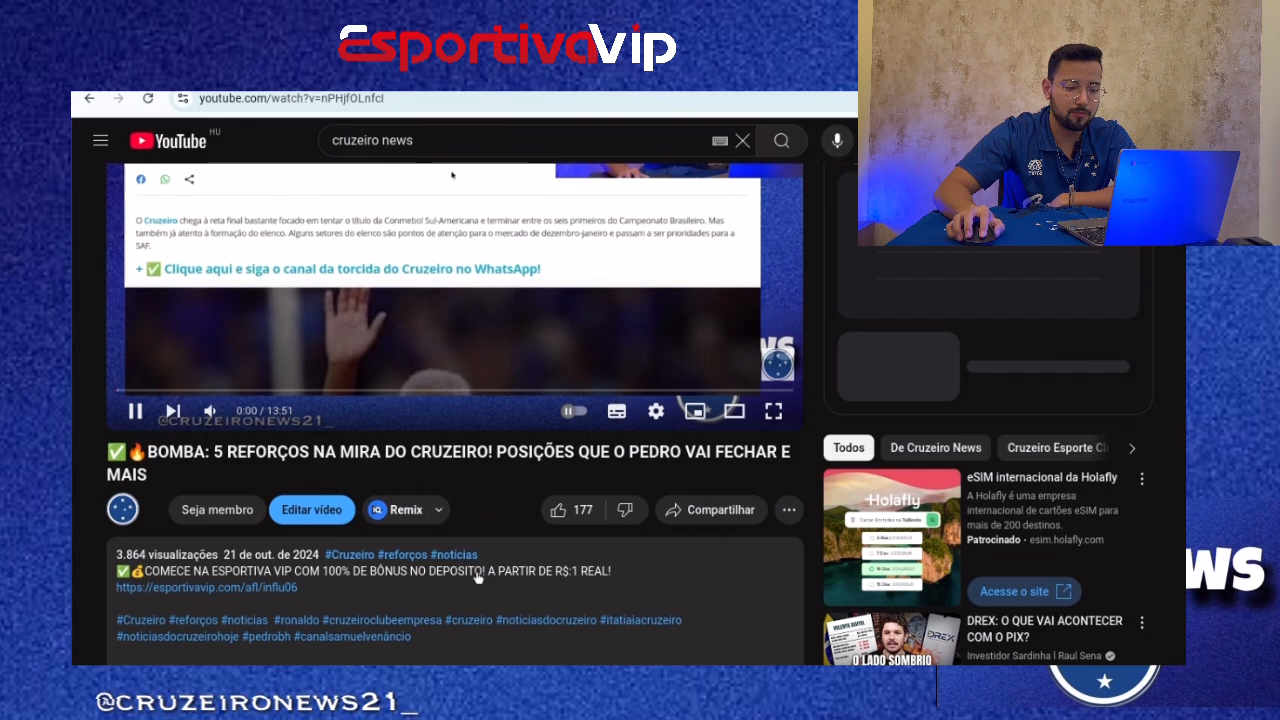 EsportivaVip
youtube.com/watch?v=nPHjfOLnfcI
YouTube HU
cruzeiro news
O Cruzeiro chega à reta final bastante focado em tentar o título da Conmebol Sul-Americana e terminar entre os seis primeiros do Campeonato Brasileiro. Mas
também já atento à formação do elenco. Alguns setores do elenco são pontos de atenção para o mercado de dezembro-janeiro e passam a ser prioridades para a
SAF.
+ ✅ Clique aqui e siga o canal da torcida do Cruzeiro no WhatsApp!
0:00 / 13:51
@CRUZEIRONEWS21_
✅🔥BOMBA: 5 REFORÇOS NA MIRA DO CRUZEIRO! POSIÇÕES QUE O PEDRO VAI FECHAR E
MAIS
Seja membro
Editar vídeo
Remix
177
Compartilhar
3.864 visualizações 21 de out. de 2024 #Cruzeiro #reforços #noticias
✅💰COMECE NA ESPORTIVA VIP COM 100% DE BÔNUS NO DEPOSITO! A PARTIR DE R$:1 REAL!
https://esportivavip.com/afl/influ06
#Cruzeiro #reforços #noticias #ronaldo #cruzeiroclubeempresa #cruzeiro #noticiasdocruzeiro #itatiaiacruzeiro
#noticiasdocruzeirohoje #pedrobh #canalsamuelvenâncio
Todos
De Cruzeiro News
Cruzeiro Esporte Cl
Holafly
eSIM internacional da Holafly
A Holafly é uma empresa
internacional de cartões eSIM para
mais de 200 destinos.
Patrocinado · esim.holafly.com
Acesse o site
DREX
O LADO SOMBRIO
DREX: O QUE VAI ACONTECER
COM O PIX?
Investidor Sardinha | Raul Sena
WS
@CRUZEIRONEWS21_